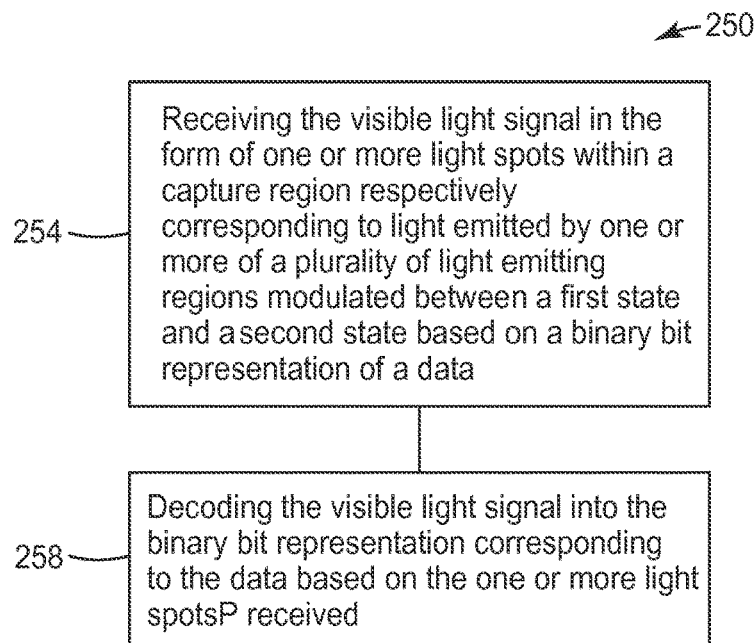 250
Receiving the visible light signal in the
form of one or more light spots within a
capture region respectively
corresponding to light emitted by one or
more of a plurality of light emitting
regions modulated between a first state
and a second state based on a binary bit
representation of a data
254
Decoding the visible light signal into the
binary bit representation corresponding
to the data based on the one or more light
spotsP received
258